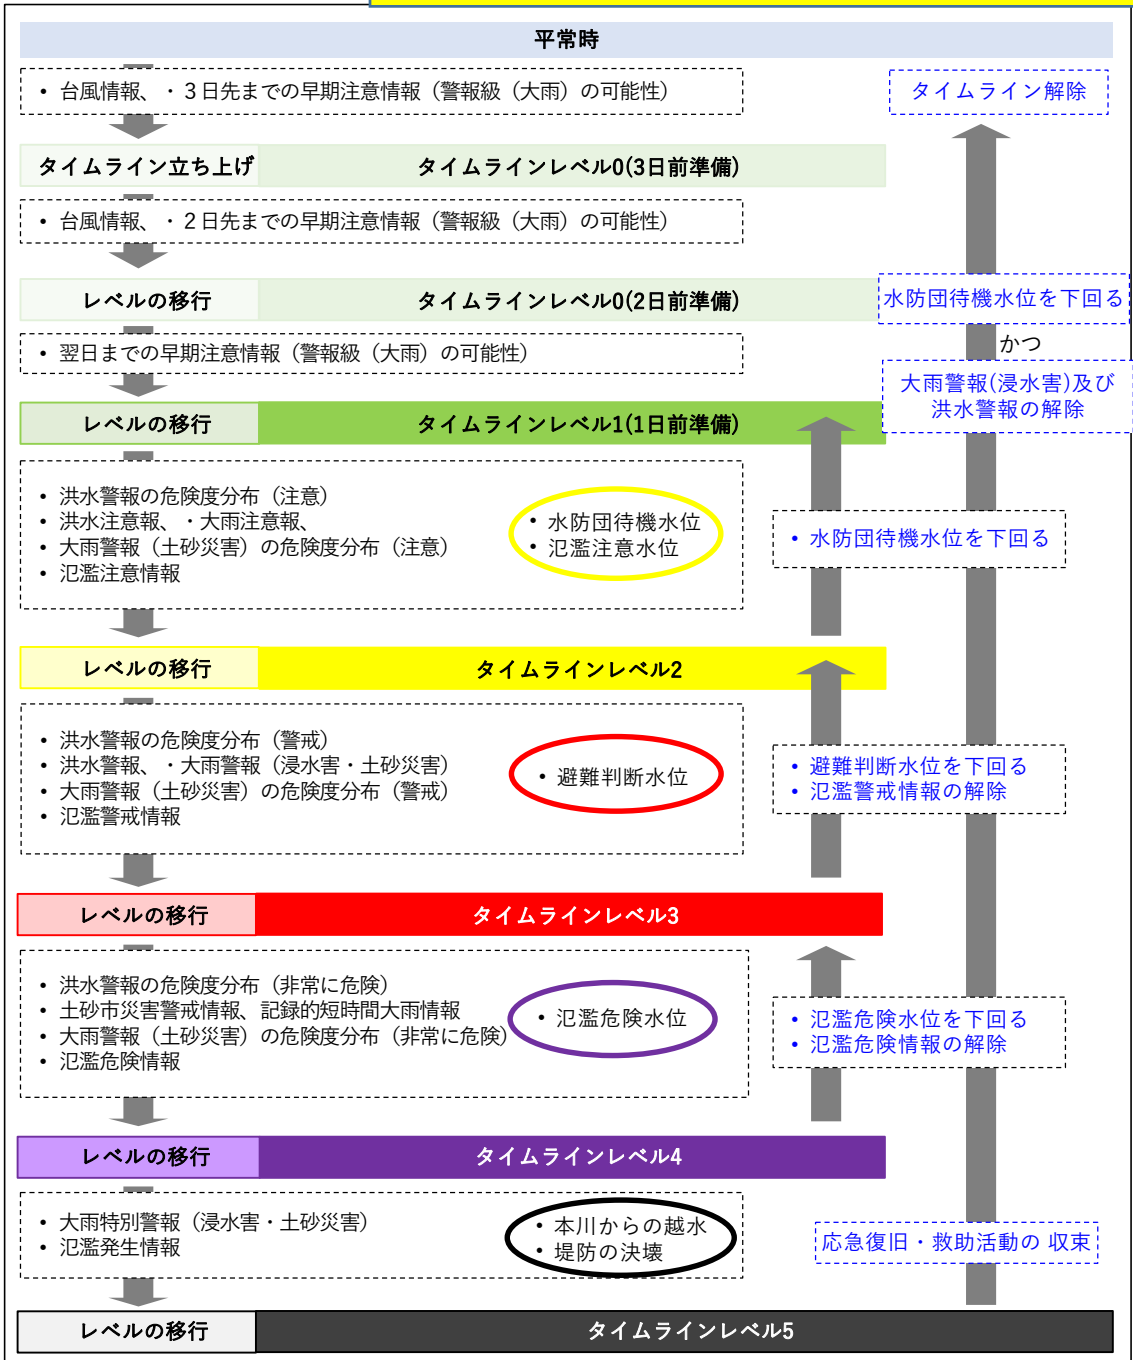 平常時
• 台風情報、・３日先までの早期注意情報（警報級（大雨）の可能性）
タイムライン解除
タイムライン立ち上げ
タイムラインレベル0(3日前準備)
• 台風情報、・２日先までの早期注意情報（警報級（大雨）の可能性）
レベルの移行
タイムラインレベル0(2日前準備)
水防団待機水位を下回る
かつ
• 翌日までの早期注意情報（警報級（大雨）の可能性）
大雨警報(浸水害)及び
洪水警報の解除
レベルの移行
タイムラインレベル1(1日前準備)
• 洪水警報の危険度分布（注意）
• 洪水注意報、・大雨注意報、
• 大雨警報（土砂災害）の危険度分布（注意）
• 氾濫注意情報
• 水防団待機水位
• 氾濫注意水位
• 水防団待機水位を下回る
レベルの移行
タイムラインレベル2
• 洪水警報の危険度分布（警戒）
• 洪水警報、・大雨警報（浸水害・土砂災害）
• 大雨警報（土砂災害）の危険度分布（警戒）
• 氾濫警戒情報
• 避難判断水位
• 避難判断水位を下回る
• 氾濫警戒情報の解除
レベルの移行
タイムラインレベル3
• 洪水警報の危険度分布（非常に危険）
• 土砂市災害警戒情報、記録的短時間大雨情報
• 大雨警報（土砂災害）の危険度分布（非常に危険）
• 氾濫危険情報
• 氾濫危険水位
• 氾濫危険水位を下回る
• 氾濫危険情報の解除
レベルの移行
タイムラインレベル4
• 大雨特別警報（浸水害・土砂災害）
• 氾濫発生情報
• 本川からの越水
• 堤防の決壊
応急復旧・救助活動の 収束
レベルの移行
タイムラインレベル5